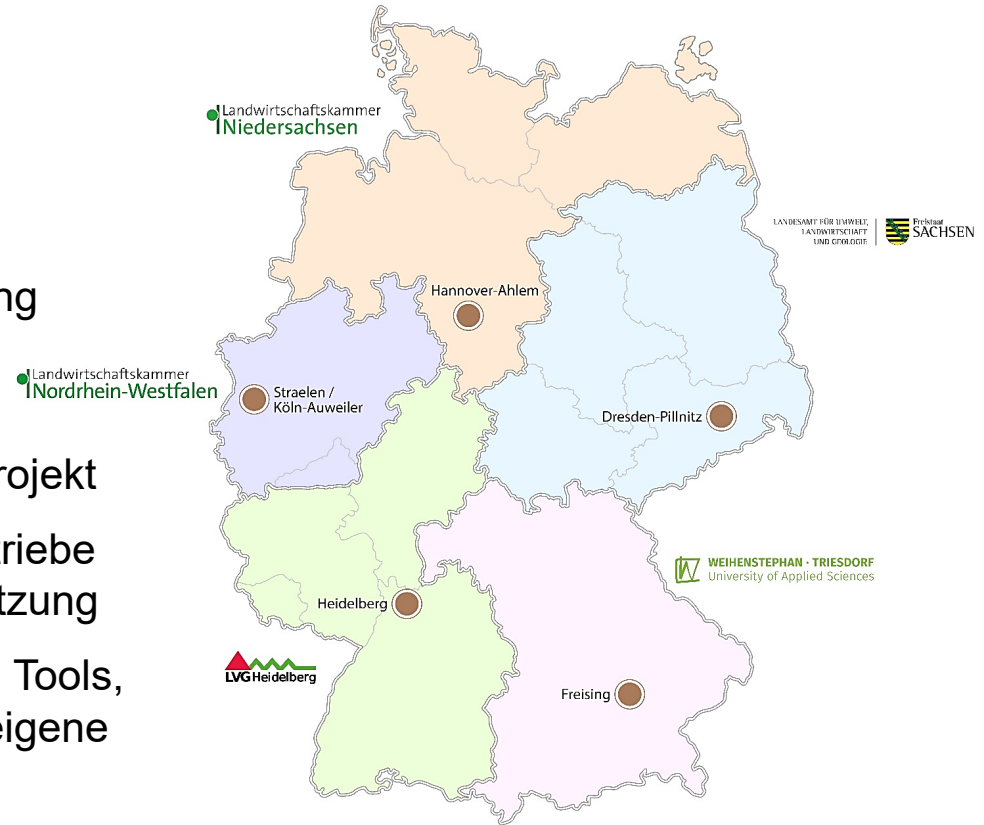 Landwirtschaftskammer
Niedersachsen
LANDESAMT FÜR UMWELT,
LANDWIRTSCHAFT
UND GEOLOGIE
Freistaat
SACHSEN
ng
Hannover-Ahlem
Landwirtschaftskammer
Nordrhein-Westfalen
Straelen /
Köln-Auweiler
Dresden-Pillnitz
rojekt
triebe
tzung
WEIHENSTEPHAN · TRIESDORF
University of Applied Sciences
Heidelberg
LVG Heidelberg
Tools,
eigene
Freising